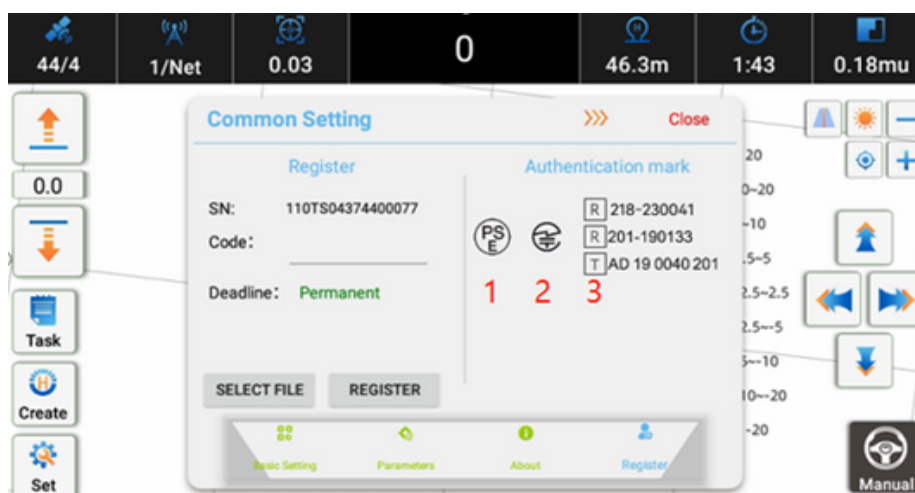 44/4
1/Net
0.03
0
46.3m
1:43
0.18mu
0.0
Task
Create
Set
Common Setting
>>>
Close
Register
SN: 110TS04374400077
Code:
Deadline: Permanent
SELECT FILE REGISTER
Authentication mark
PS
E
R 218-230041
R 201-190133
T AD 19 0040 201
1 2 3
Basic Setting Parameters About Register
20
0~20
~10
.5~5
2.5~2.5
2.5~-5
5~-10
10~-20
-20
Manual